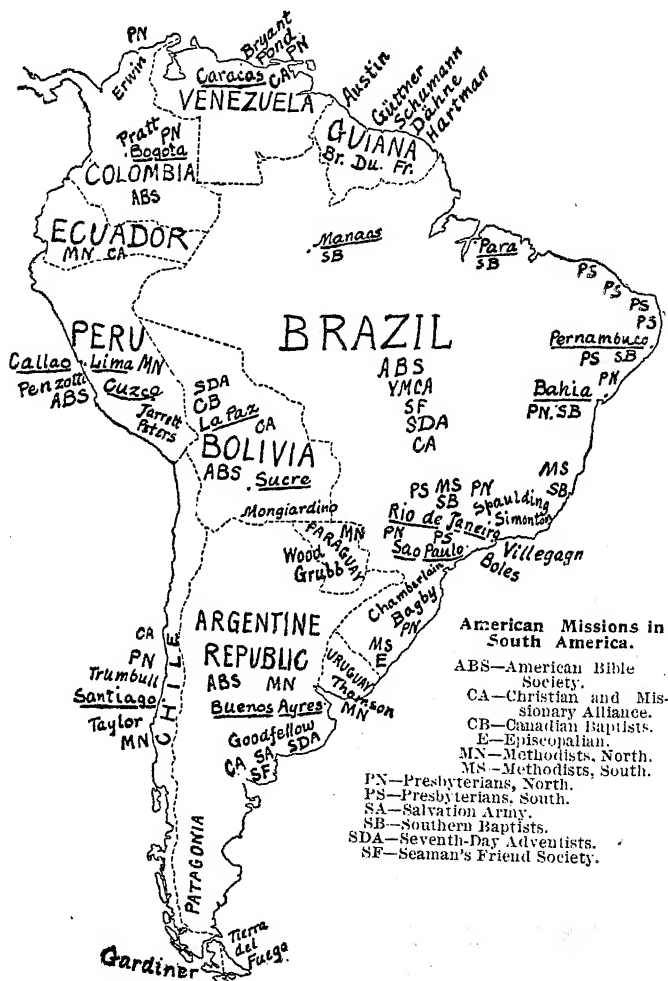 PN
Erwin
Bryant
Pond
PN
Caracas
CA
VENEZUELA
Austin
Güttner
Schumann
Dähne
Hartman
GUIANA
Br. Du. Fr.
Pratt PN
Bogota
COLOMBIA
ABS
ECUADOR
MN CA
Manaos
SB
Para
SB
PS
PS
PS
PS
PERU
BRAZIL
ABS
YMCA
SF
SDA
CA
Pernambuco
PS SB
PN
Bahia
PN. SB
Callao
Lima MN
Penzotti
ABS
Cuzco
Jarrett
Peters
SDA
CB
La Paz
CA
BOLIVIA
ABS
Sucre
Mongiardino
MS
SB
PS MS PN
SB
Spaulding
Simonton
Rio de Janeiro
PN PS
Sao Paulo
Villegagn
Boles
PARAGUAY
MN
Wood
Grubb
Chamberlain
Bagby
PN
MS
E
ARGENTINE
REPUBLIC
ABS MN
Buenos Ayres
URUGUAY
Thomson
MN
Goodfellow
CA SA SDA
SF
CA
PN
Trumbull
Santiago
Taylor
MN
CHILE
PATAGONIA
Tierra
del
Fuego
Gardiner
American Missions in
South America.
ABS—American Bible
Society.
CA—Christian and Mis-
sionary Alliance.
CB—Canadian Baptists.
E—Episcopalian.
MN—Methodists, North.
MS—Methodists, South.
PN—Presbyterians, North.
PS—Presbyterians, South.
SA—Salvation Army.
SB—Southern Baptists.
SDA—Seventh-Day Adventists.
SF—Seaman's Friend Society.